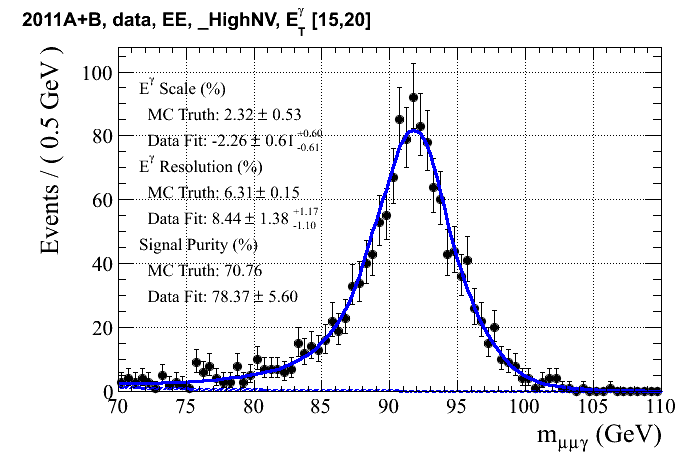 2011A+B, data, EE, _HighNV, E_T^γ [15,20]
Events / ( 0.5 GeV )
100
80
60
40
20
0
E^γ Scale (%)
MC Truth: 2.32 ± 0.53
Data Fit: -2.26 ± 0.61 +0.60 -0.61
E^γ Resolution (%)
MC Truth: 6.31 ± 0.15
Data Fit: 8.44 ± 1.38 +1.17 -1.10
Signal Purity (%)
MC Truth: 70.76
Data Fit: 78.37 ± 5.60
70 75 80 85 90 95 100 105 110
m_μμγ (GeV)